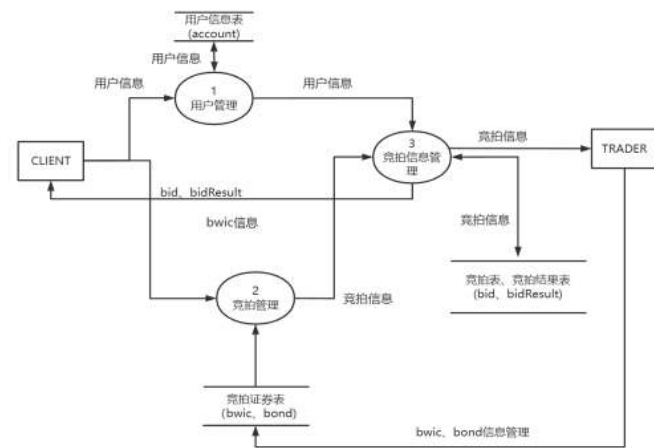 用户信息表
(account)
用户信息
用户信息
1
用户管理
用户信息
3
竞拍信息管
理
竞拍信息
TRADER
CLIENT
bid、bidResult
bwic信息
竞拍信息
2
竞拍管理
竞拍信息
竞拍表、竞拍结果表
(bid、bidResult)
竞拍证券表
(bwic、bond)
bwic、bond信息管理